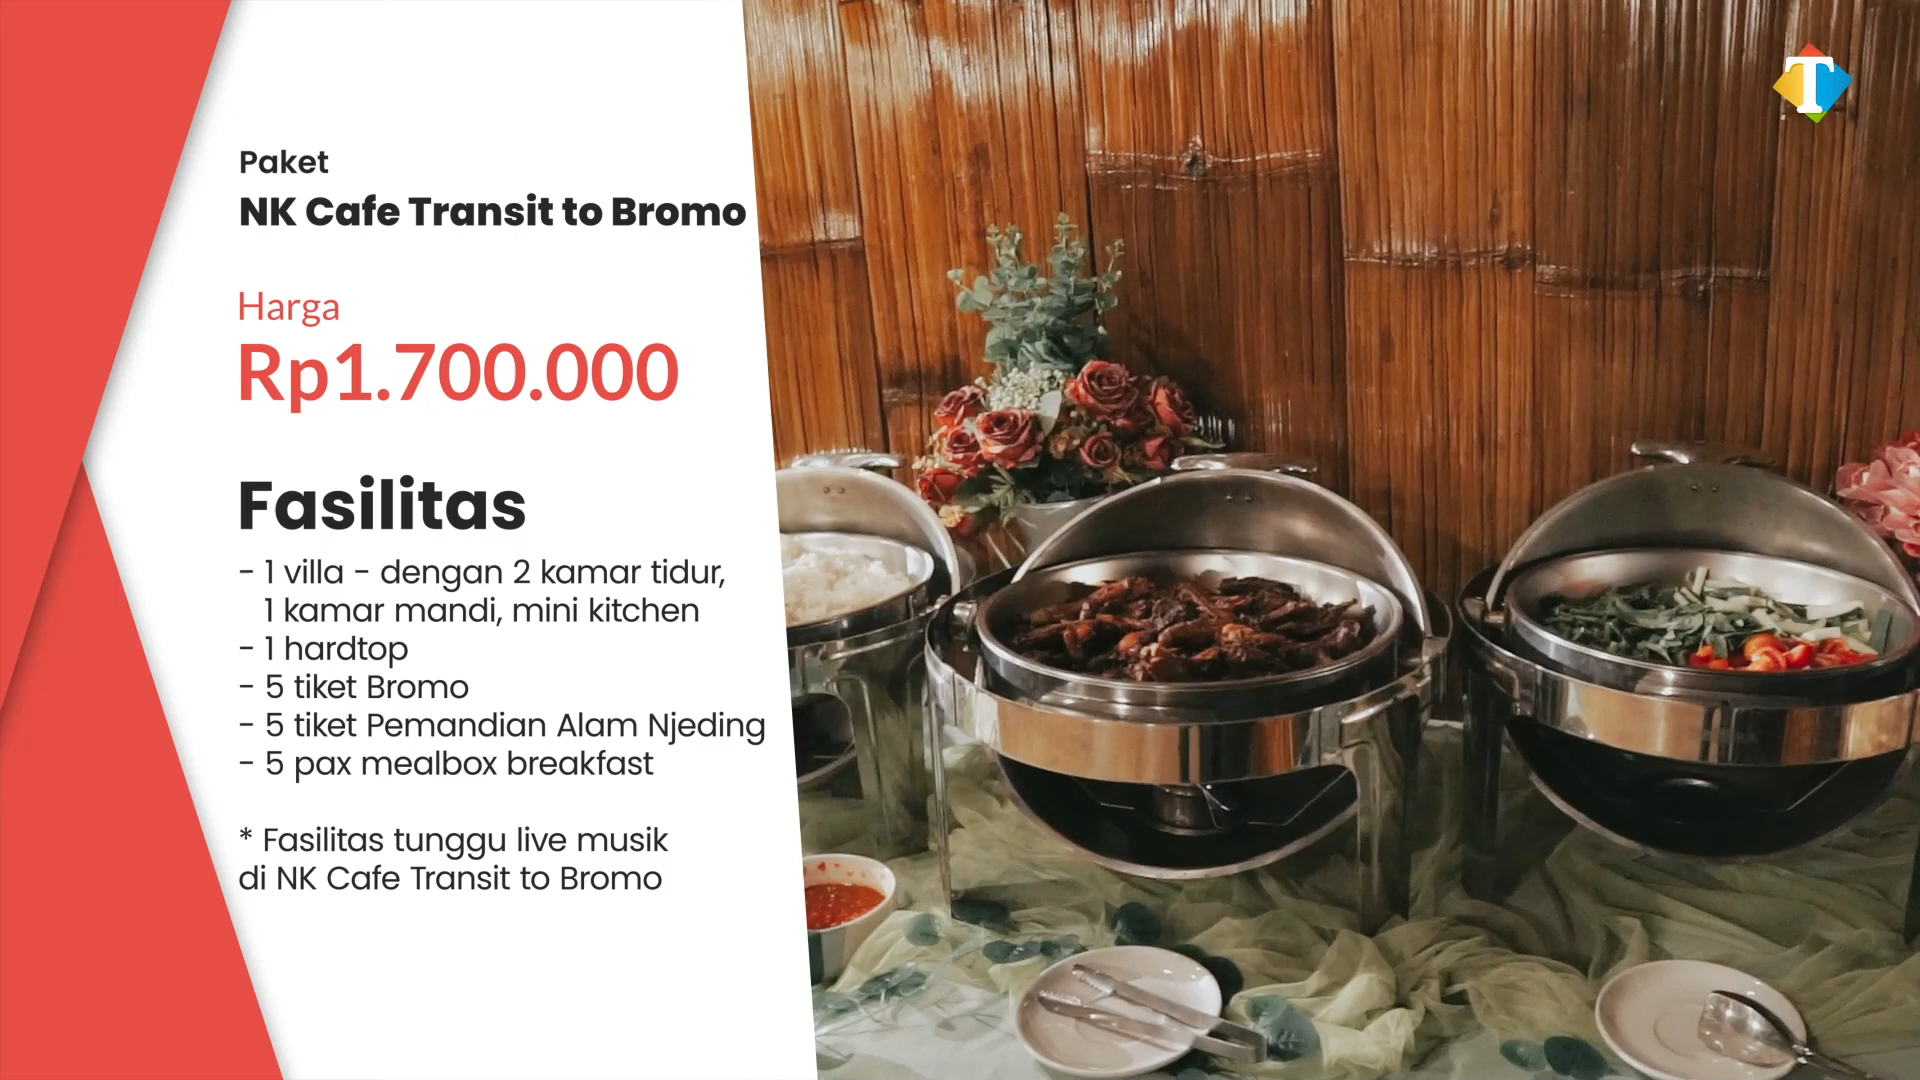 Paket
NK Cafe Transit to Bromo
Harga
Rp1.700.000
Fasilitas
- 1 villa - dengan 2 kamar tidur,
1 kamar mandi, mini kitchen
- 1 hardtop
- 5 tiket Bromo
- 5 tiket Pemandian Alam Njeding
- 5 pax mealbox breakfast
* Fasilitas tunggu live musik
di NK Cafe Transit to Bromo
T